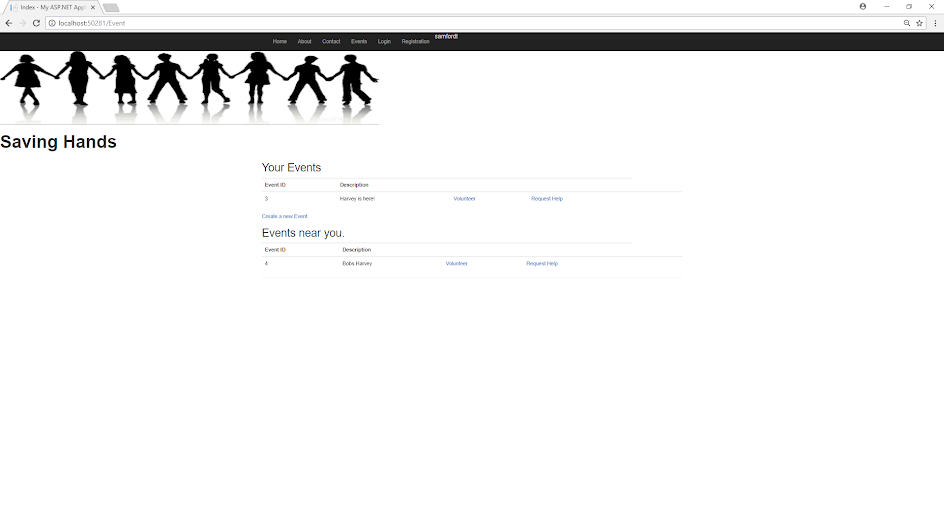 Index - My ASP.NET Appl
localhost:50281/Event
Home About Contact Events Login Registration samfordt
Saving Hands
Your Events
Event ID Description
3 Harvey is here! Volunteer Request Help
Create a new Event
Events near you.
Event ID Description
4 Bobs Harvey Volunteer Request Help